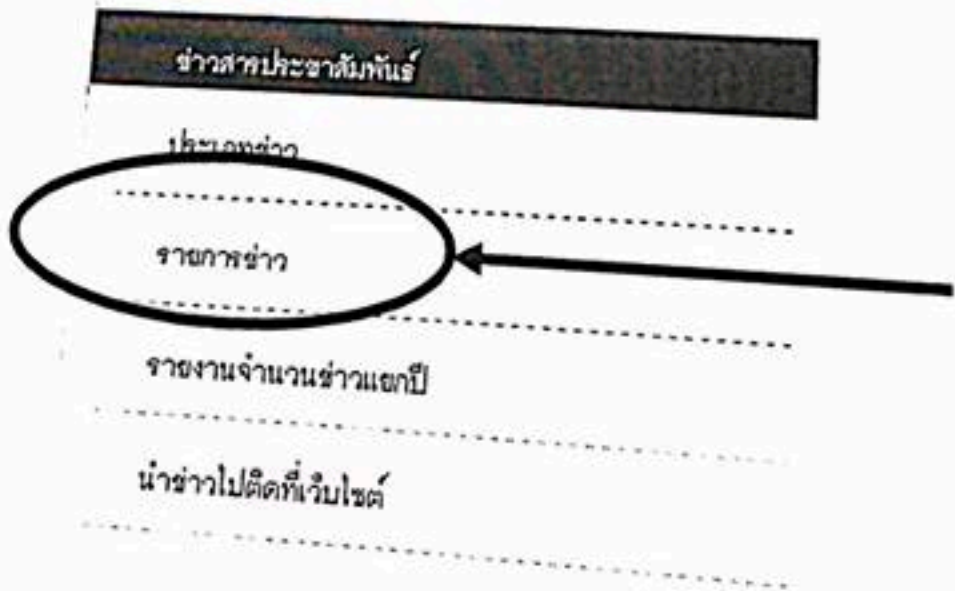 ข่าวสารประชาสัมพันธ์
ประเภทข่าว
รายการข่าว
รายงานจำนวนข่าวแยกปี
นำข่าวไปติดที่เว็บไซต์